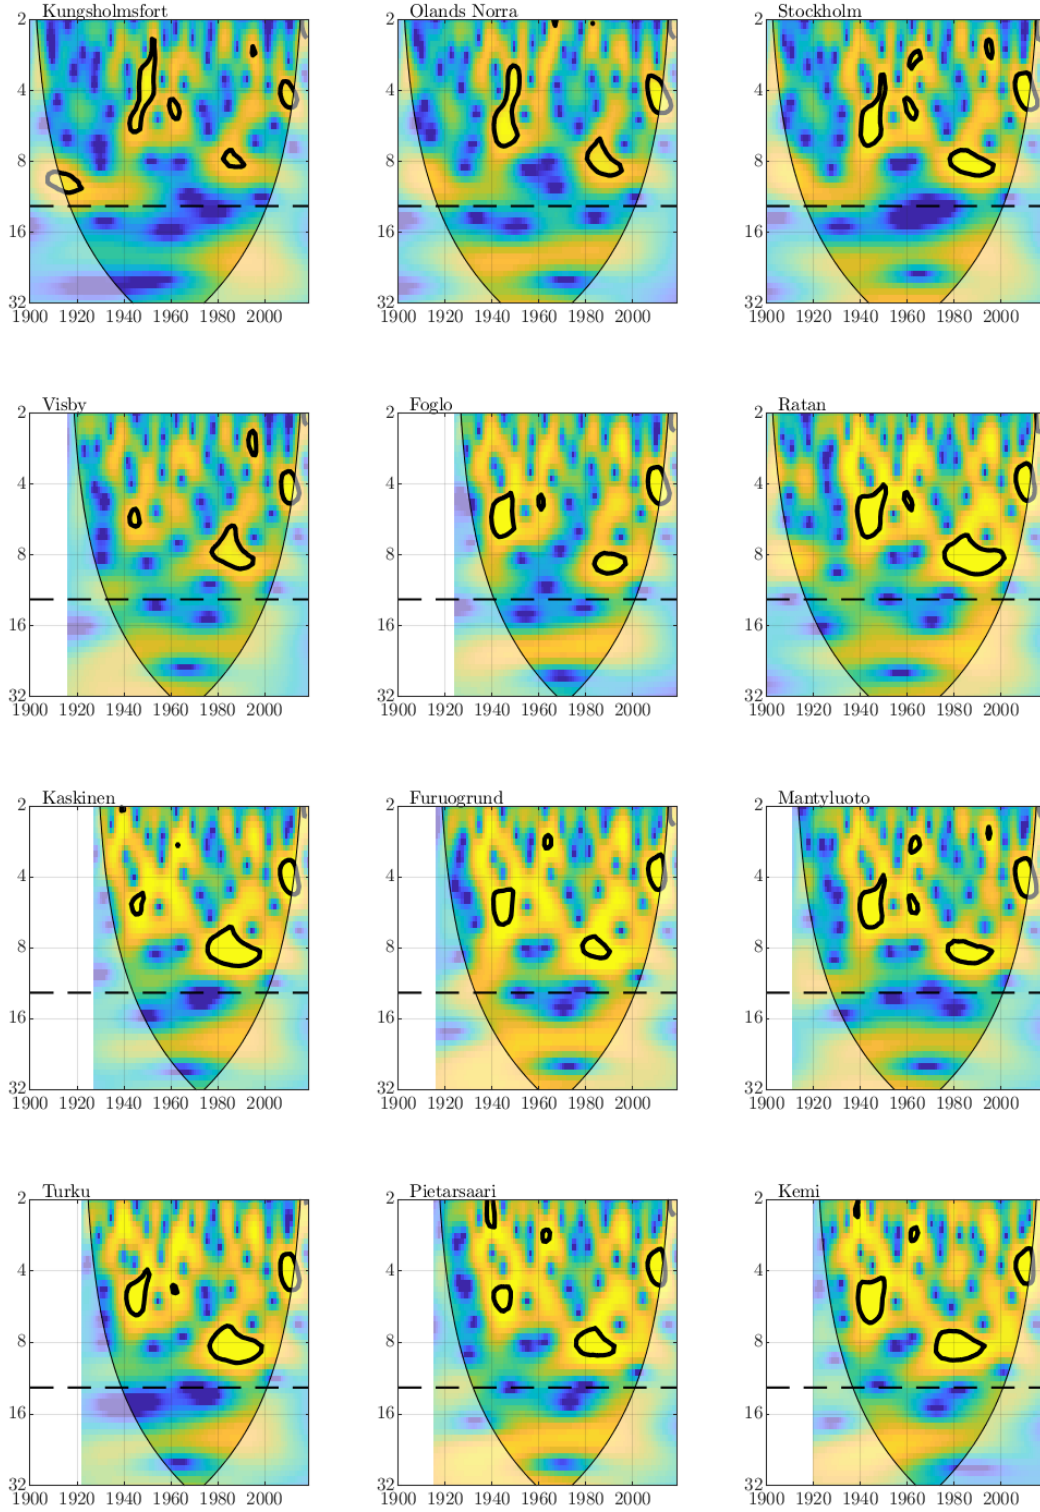 Kungsholmsfort Olands Norra Stockholm
2 2 2
4 4 4
8 8 8
16 16 16
32 32 32
1900 1920 1940 1960 1980 2000 1900 1920 1940 1960 1980 2000 1900 1920 1940 1960 1980 2000
Visby Foglo Ratan
2 2 2
4 4 4
8 8 8
16 16 16
32 32 32
1900 1920 1940 1960 1980 2000 1900 1920 1940 1960 1980 2000 1900 1920 1940 1960 1980 2000
Kaskinen Furuogrund Mantyluoto
2 2 2
4 4 4
8 8 8
16 16 16
32 32 32
1900 1920 1940 1960 1980 2000 1900 1920 1940 1960 1980 2000 1900 1920 1940 1960 1980 2000
Turku Pietarsaari Kemi
2 2 2
4 4 4
8 8 8
16 16 16
32 32 32
1900 1920 1940 1960 1980 2000 1900 1920 1940 1960 1980 2000 1900 1920 1940 1960 1980 2000